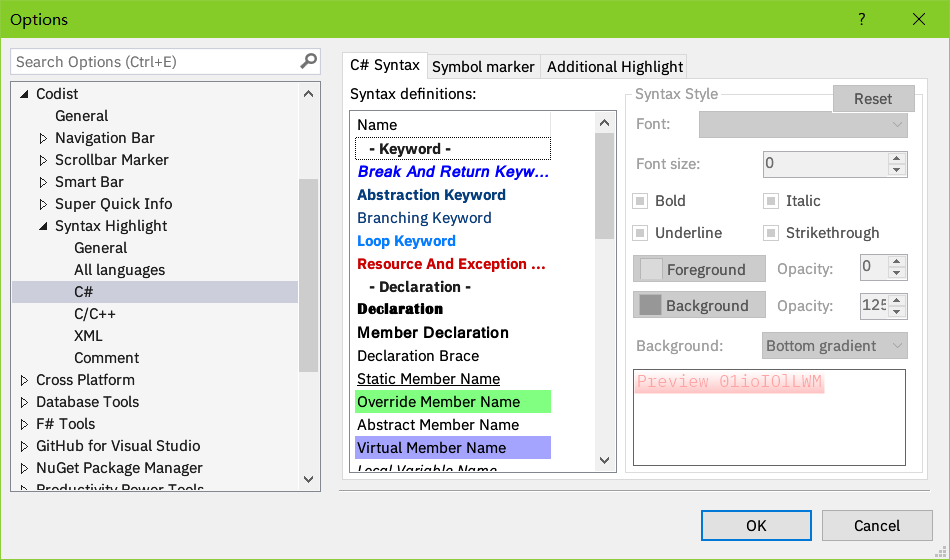 Options
?
Search Options (Ctrl+E)
Codist
General
Navigation Bar
Scrollbar Marker
Smart Bar
Super Quick Info
Syntax Highlight
General
All languages
C#
C/C++
XML
Comment
Cross Platform
Database Tools
F# Tools
GitHub for Visual Studio
NuGet Package Manager
Productivity Power Tools
C# Syntax
Symbol marker
Additional Highlight
Syntax definitions:
Name
- Keyword -
Break And Return Keyw...
Abstraction Keyword
Branching Keyword
Loop Keyword
Resource And Exception ...
- Declaration -
Declaration
Member Declaration
Declaration Brace
Static Member Name
Override Member Name
Abstract Member Name
Virtual Member Name
Local Variable Name
Syntax Style
Reset
Font:
Font size:
0
Bold
Italic
Underline
Strikethrough
Foreground
Opacity:
0
Background
Opacity:
125
Background:
Bottom gradient
Preview 01ioIOlLWM
OK
Cancel